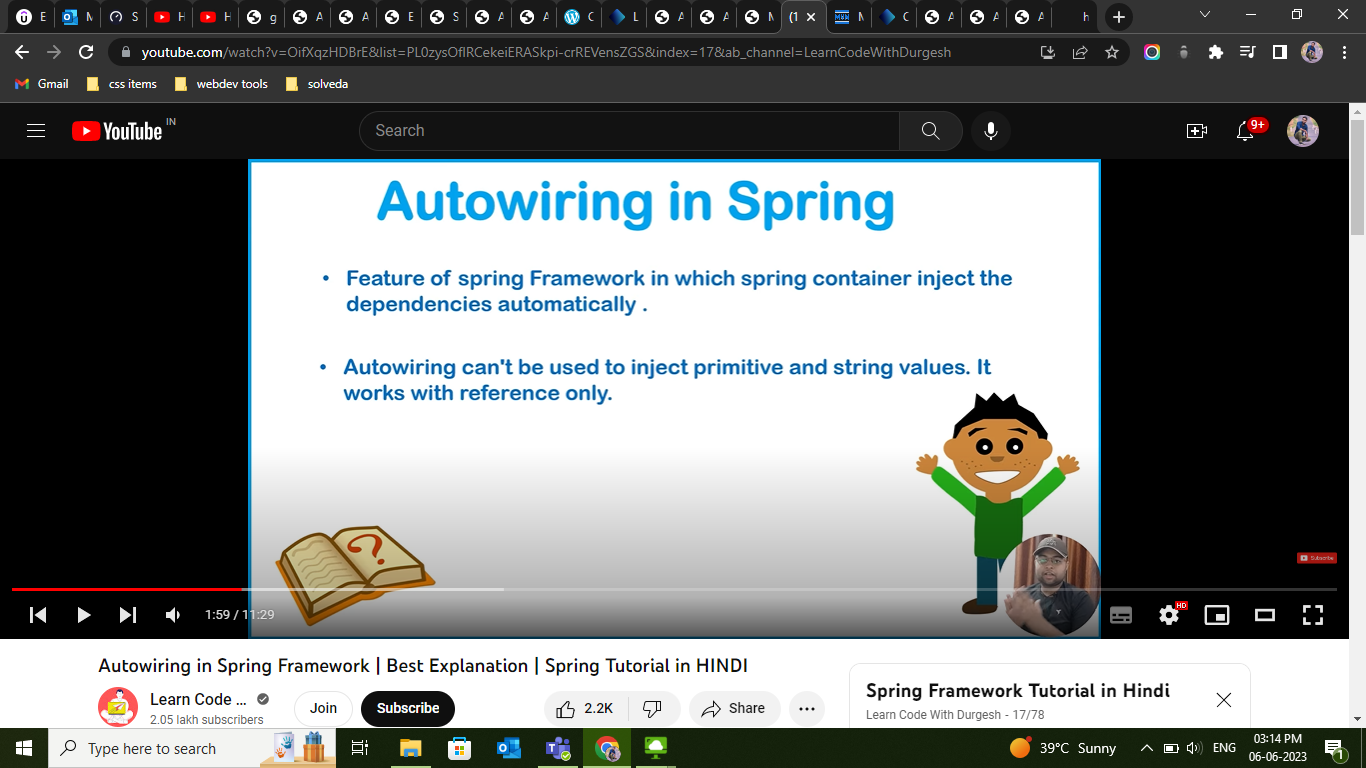 E
M
S
H
H
g
A
A
E
S
A
A
C
L
A
A
M
(1
M
C
A
A
A
h
youtube.com/watch?v=OifXqzHDBrE&list=PL0zysOflRCekeiERASkpi-crREVensZGS&index=17&ab_channel=LearnCodeWithDurgesh
Gmail css items webdev tools solveda
YouTube IN
Search
9+
Autowiring in Spring
• Feature of spring Framework in which spring container inject the
dependencies automatically .
• Autowiring can't be used to inject primitive and string values. It
works with reference only.
?
Subscribe
1:59 / 11:29
HD
Autowiring in Spring Framework | Best Explanation | Spring Tutorial in HINDI
Learn Code ...
2.05 lakh subscribers
Join
Subscribe
2.2K
Share
Spring Framework Tutorial in Hindi
Learn Code With Durgesh - 17/78
Type here to search
39°C Sunny
ENG
03:14 PM
06-06-2023
1